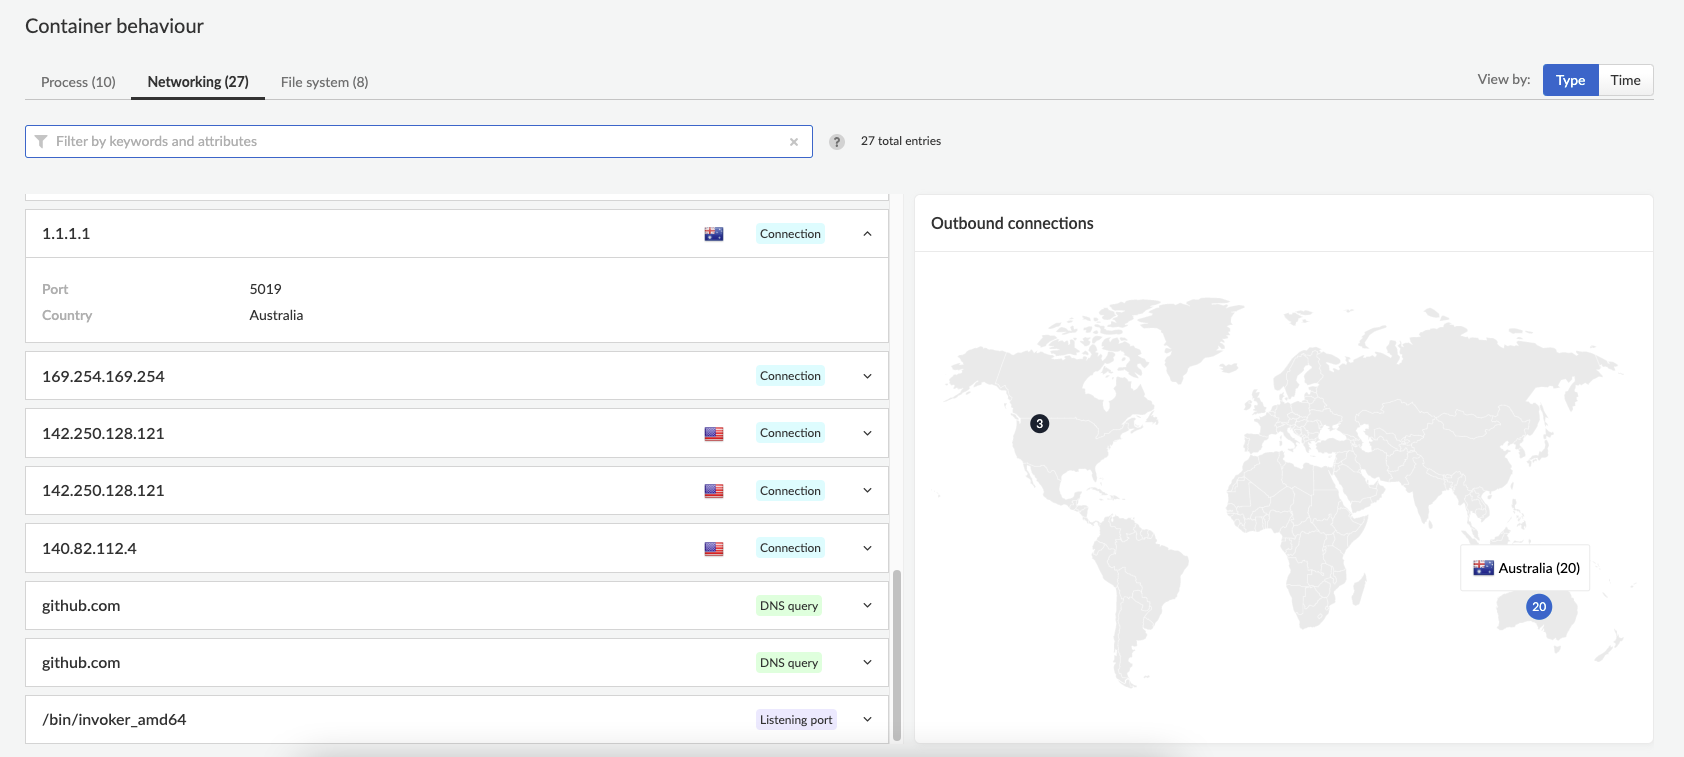 Container behaviour
Process (10)
Networking (27)
File system (8)
View by:
Type
Time
Filter by keywords and attributes
?
27 total entries
1.1.1.1
Connection
Port
5019
Country
Australia
169.254.169.254
Connection
142.250.128.121
Connection
142.250.128.121
Connection
140.82.112.4
Connection
github.com
DNS query
github.com
DNS query
/bin/invoker_amd64
Listening port
Outbound connections
3
Australia (20)
20